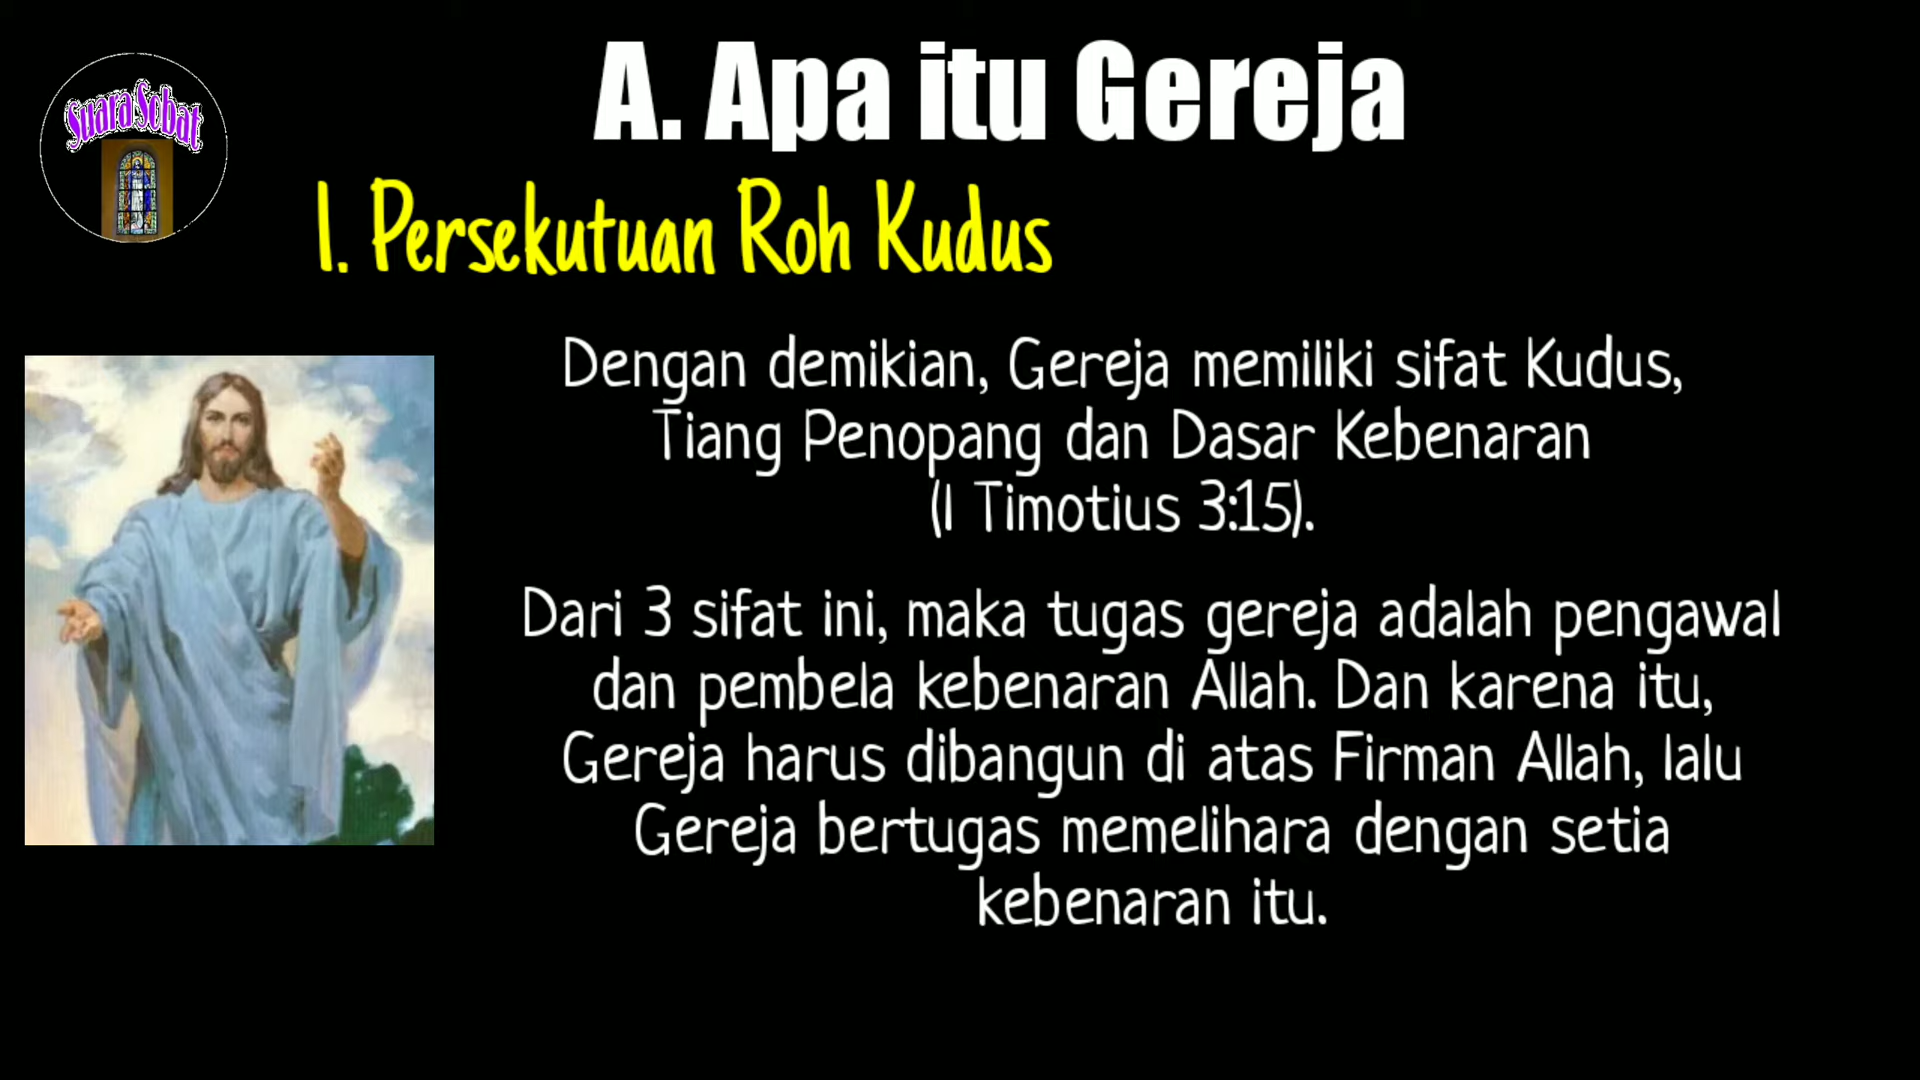 Suara Sobat
A. Apa itu Gereja
1. Persekutuan Roh Kudus
Dengan demikian, Gereja memiliki sifat Kudus,
Tiang Penopang dan Dasar Kebenaran
(1 Timotius 3:15).
Dari 3 sifat ini, maka tugas gereja adalah pengawal
dan pembela kebenaran Allah. Dan karena itu,
Gereja harus dibangun di atas Firman Allah, lalu
Gereja bertugas memelihara dengan setia
kebenaran itu.